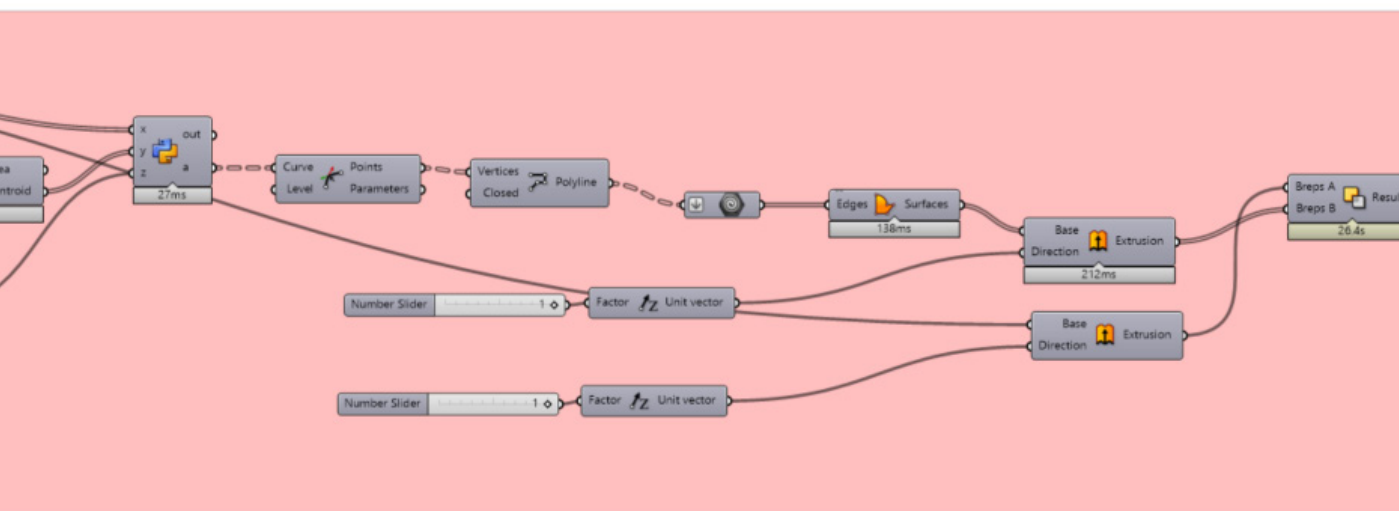 x
y
z
out
a
27ms
ea
ntroid
Curve
Level
Points
Parameters
Vertices
Closed
Polyline
Edges
Surfaces
138ms
Base
Direction
Extrusion
212ms
Breps A
Breps B
Resu
26.4s
Number Slider
1
Factor
Z
Unit vector
Base
Direction
Extrusion
Number Slider
1
Factor
Z
Unit vector